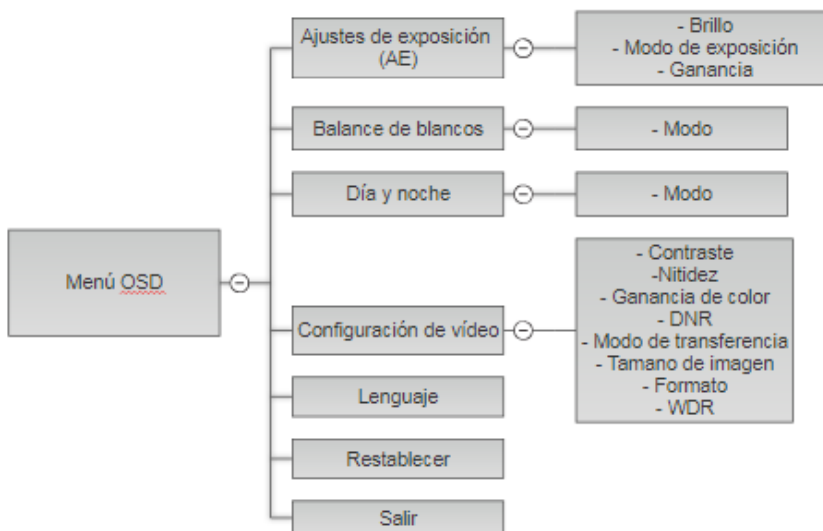 Menú OSD
Ajustes de exposición
(AE)
- Brillo
- Modo de exposición
- Ganancia
Balance de blancos
- Modo
Día y noche
- Modo
Configuración de vídeo
- Contraste
-Nitidez
- Ganancia de color
- DNR
- Modo de transferencia
- Tamano de imagen
- Formato
- WDR
Lenguaje
Restablecer
Salir